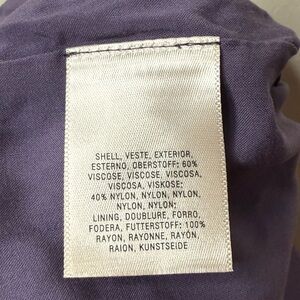 SHELL, VESTE, EXTERIOR,
ESTERNO, OBERSTOFF: 60%
VISCOSE, VISCOSE, VISCOSA,
VISCOSA, VISKOSE;
40% NYLON, NYLON, NYLON,
NYLON, NYLON;
LINING, DOUBLURE, FORRO,
FODERA, FUTTERSTOFF: 100%
RAYON, RAYONNE, RAYÓN,
RAION, KUNSTSEIDE